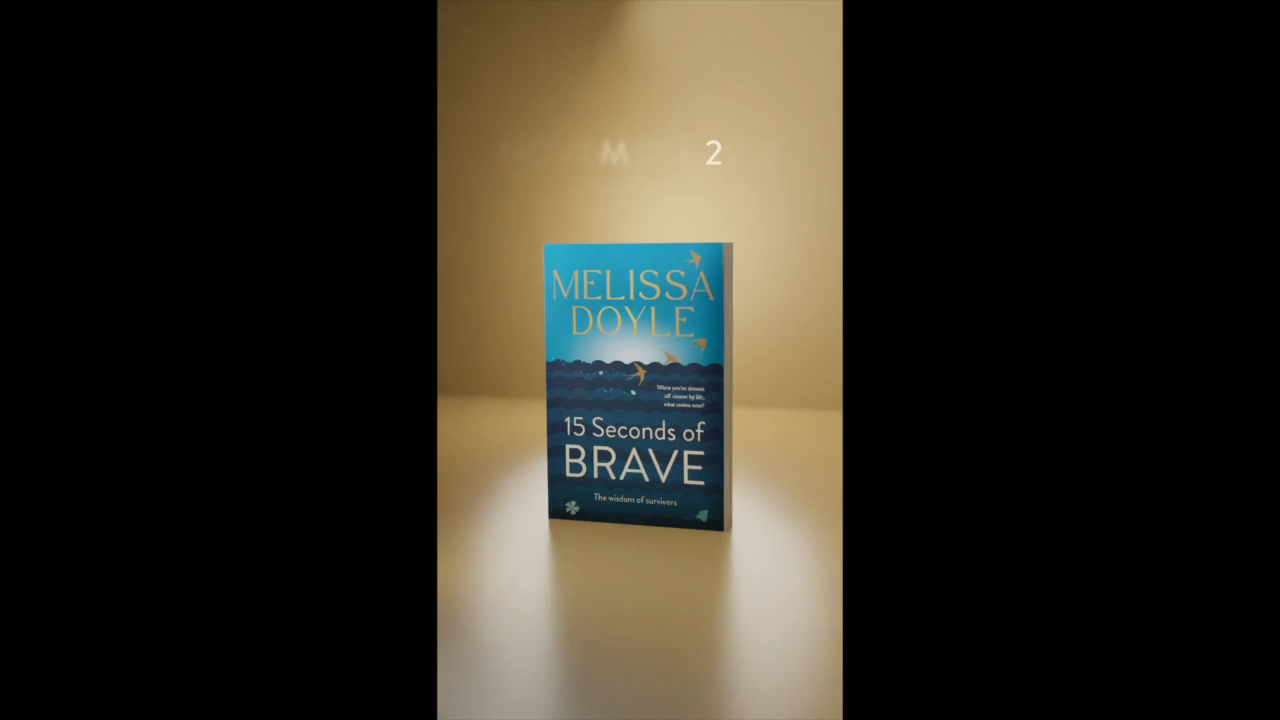 M 2
MELISSA
DOYLE
When you're thrown
off course by life,
what comes next?
15 Seconds of
BRAVE
The wisdom of survivors